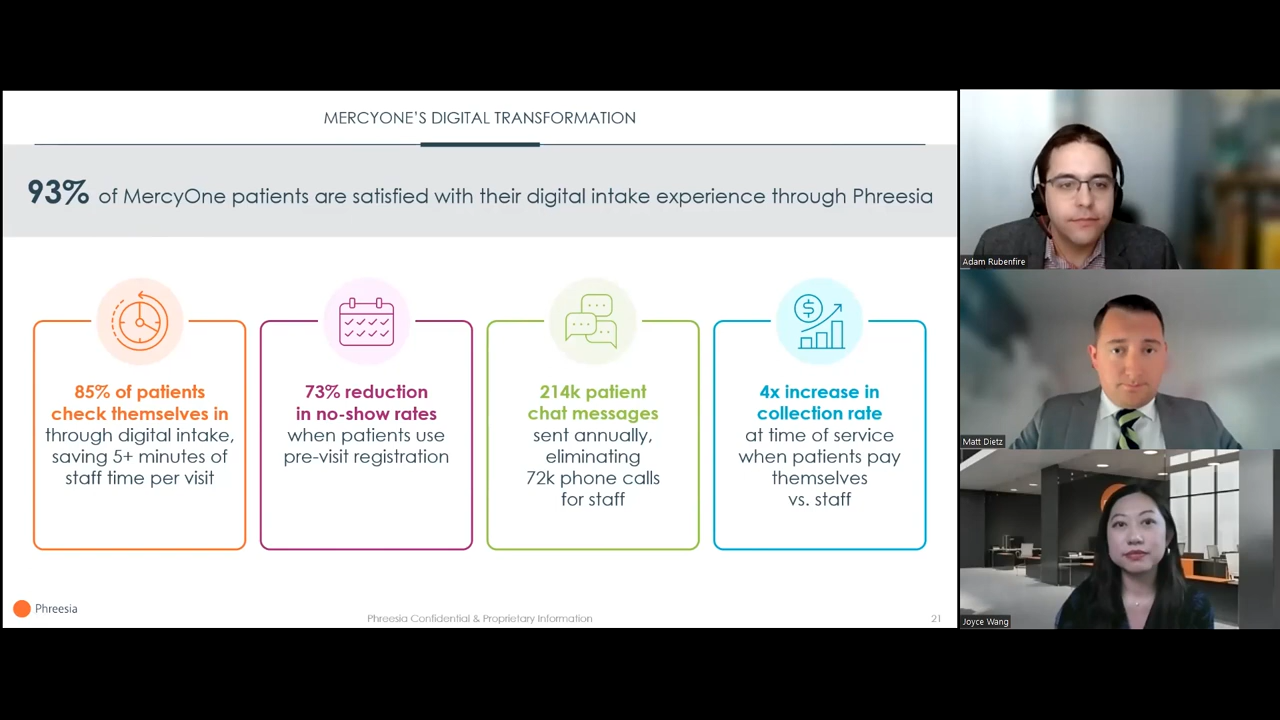 MERCYONE'S DIGITAL TRANSFORMATION
93% of MercyOne patients are satisfied with their digital intake experience through Phreesia
85% of patients
check themselves in
through digital intake,
saving 5+ minutes of
staff time per visit
73% reduction
in no-show rates
when patients use
pre-visit registration
214k patient
chat messages
sent annually,
eliminating
72k phone calls
for staff
$
4x increase in
collection rate
at time of service
when patients pay
themselves
vs. staff
Phreesia
Phreesia Confidential & Proprietary Information
21
Adam Rubenfire
Matt Dietz
Joyce Wang